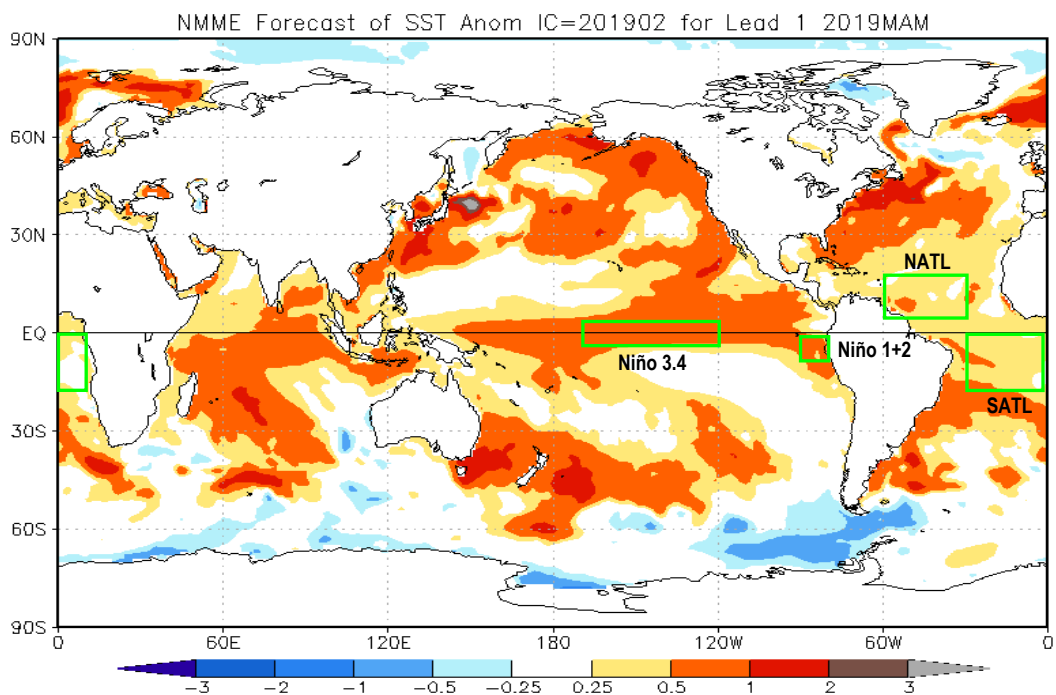 NMME Forecast of SST Anom IC=201902 for Lead 1 2019MAM
90N
60N
30N
NATL
EQ
Niño 3.4
Niño 1+2
SATL
30S
60S
90S
0 60E 120E 180 120W 60W 0
-3 -2 -1 -0.5 -0.25 0.25 0.5 1 2 3